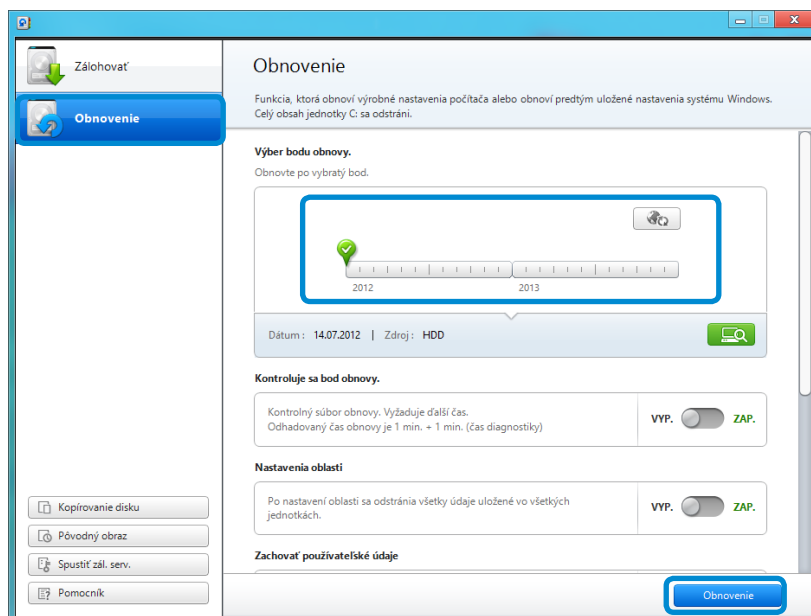 Zálohovať
Obnovenie
Kopírovanie disku
Pôvodný obraz
Spustiť zál. serv.
Pomocník
Obnovenie
Funkcia, ktorá obnoví výrobné nastavenia počítača alebo obnoví predtým uložené nastavenia systému Windows.
Celý obsah jednotky C: sa odstráni.
Výber bodu obnovy.
Obnovte po vybratý bod.
2012 2013
Dátum : 14.07.2012 | Zdroj : HDD
Kontroluje sa bod obnovy.
Kontrolný súbor obnovy. Vyžaduje ďalší čas.
Odhadovaný čas obnovy je 1 min. + 1 min. (čas diagnostiky)
VYP. ZAP.
Nastavenia oblasti
Po nastavení oblasti sa odstránia všetky údaje uložené vo všetkých
jednotkách.
VYP. ZAP.
Zachovať používateľské údaje
Obnovenie